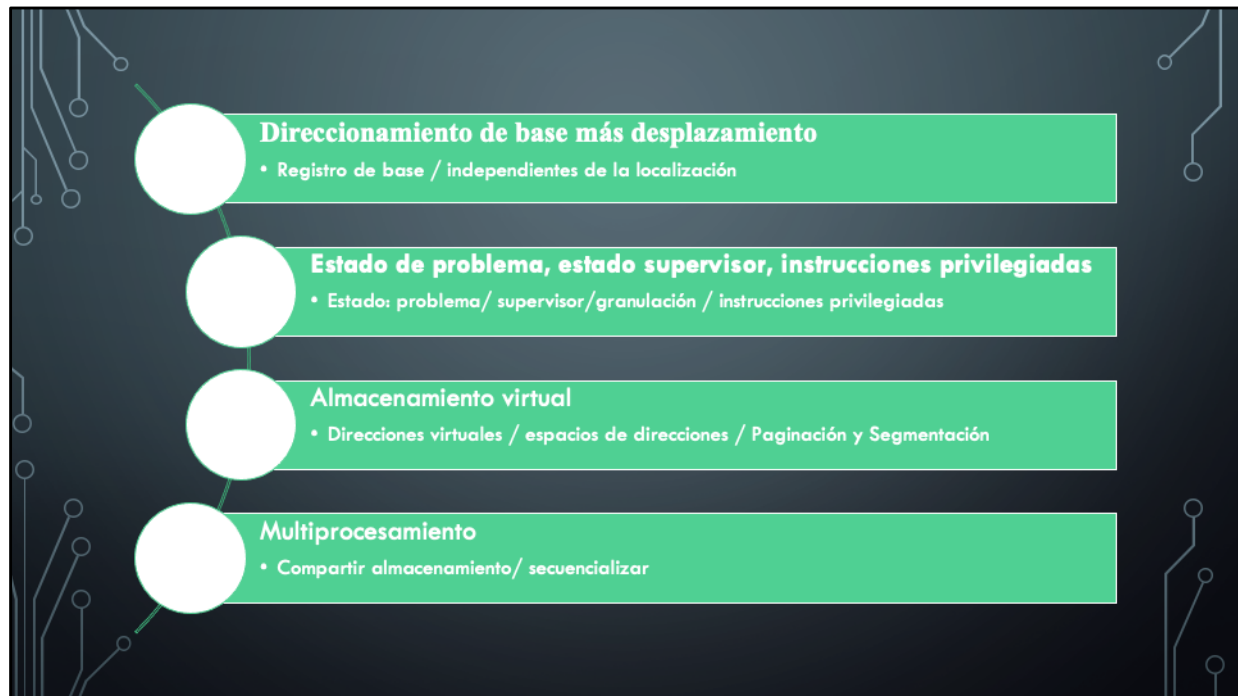 Direccionamiento de base más desplazamiento
• Registro de base / independientes de la localización
Estado de problema, estado supervisor, instrucciones privilegiadas
• Estado: problema/ supervisor/granulación / instrucciones privilegiadas
Almacenamiento virtual
• Direcciones virtuales / espacios de direcciones / Paginación y Segmentación
Multiprocesamiento
• Compartir almacenamiento/ secuencializar